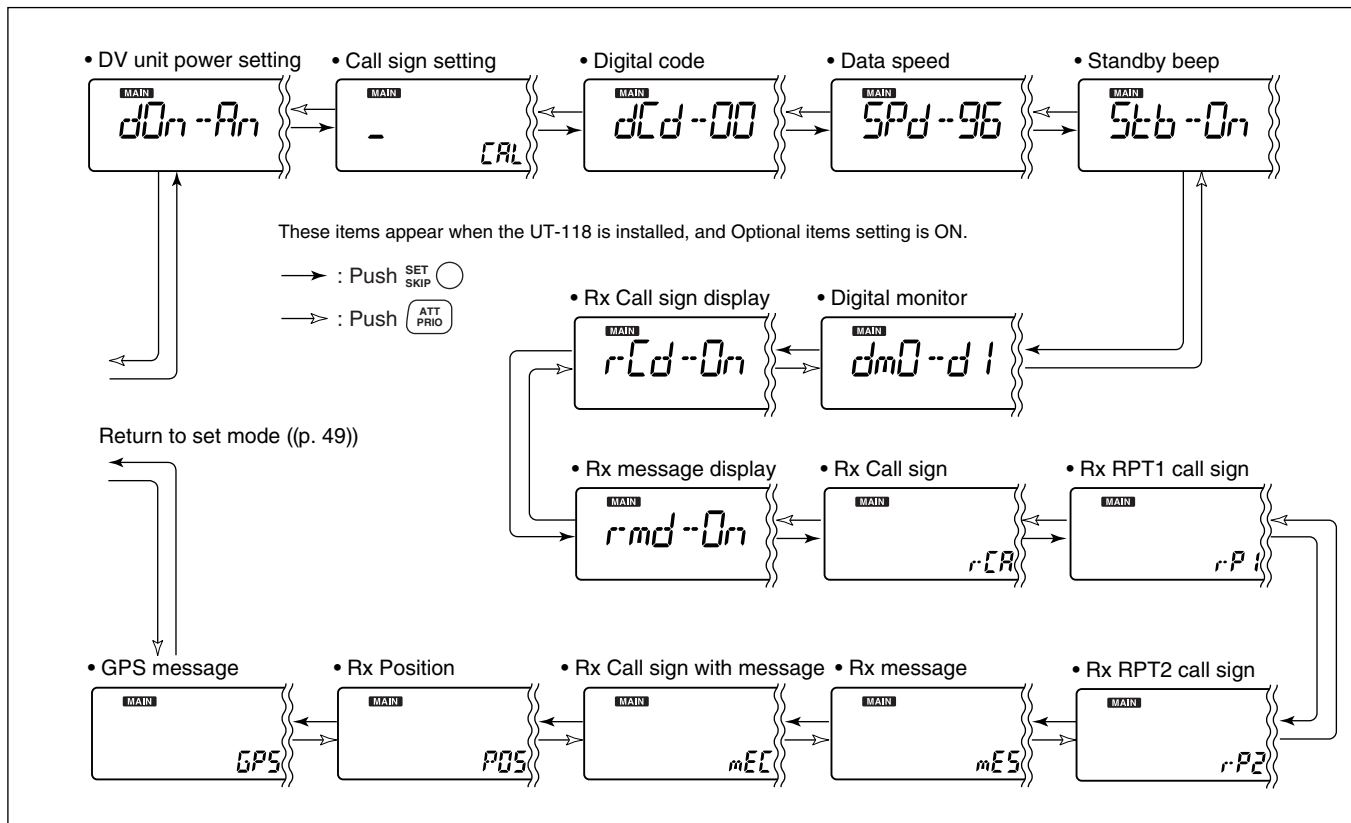 • DV unit power setting
MAIN
dOn-An
• Call sign setting
MAIN
_
CAL
• Digital code
MAIN
dCd-00
• Data speed
MAIN
SPd-96
• Standby beep
MAIN
Stb-On
These items appear when the UT-118 is installed, and Optional items setting is ON.
: Push SET SKIP
: Push ATT PRIO
• Rx Call sign display
MAIN
rCd-On
• Digital monitor
MAIN
dmO-d1
Return to set mode ((p. 49))
• Rx message display
MAIN
rmd-On
• Rx Call sign
MAIN
rCA
• Rx RPT1 call sign
MAIN
rP1
• GPS message
MAIN
GPS
• Rx Position
MAIN
POS
• Rx Call sign with message
MAIN
mEC
• Rx message
MAIN
mES
• Rx RPT2 call sign
MAIN
rP2